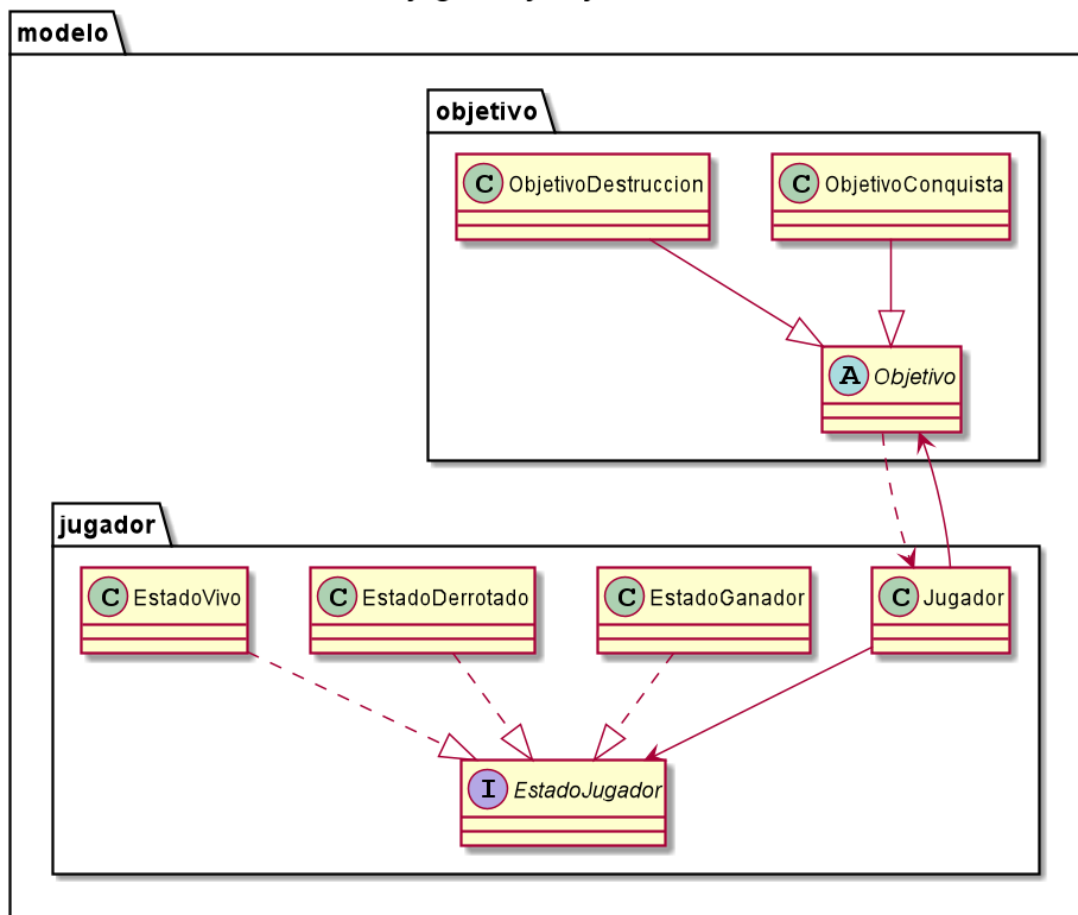 modelo
objetivo
C ObjetivoDestruccion
C ObjetivoConquista
A Objetivo
jugador
C EstadoVivo
C EstadoDerrotado
C EstadoGanador
C Jugador
I EstadoJugador